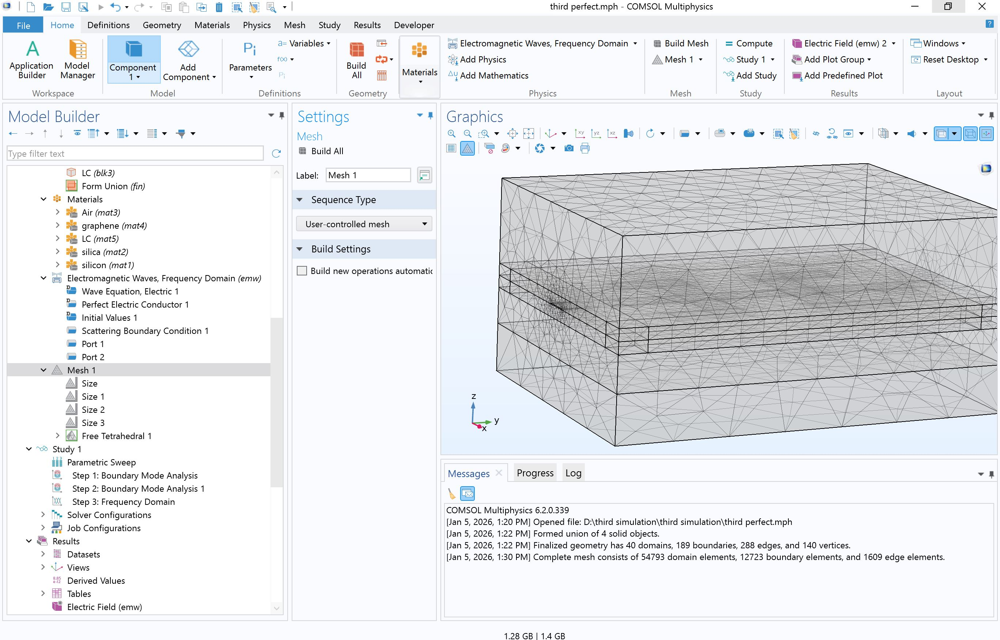 third perfect.mph - COMSOL Multiphysics
File Home Definitions Geometry Materials Physics Mesh Study Results Developer
?
Application Builder
Model Manager
Workspace
Component 1
Add Component
Model
Pi
Parameters
a= Variables
f(x)
Pi
Definitions
Build All
Geometry
Materials
Electromagnetic Waves, Frequency Domain
Add Physics
Δu Add Mathematics
Physics
Build Mesh
Mesh 1
Mesh
= Compute
Study 1
Add Study
Study
Electric Field (emw) 2
Add Plot Group
Add Predefined Plot
Results
Windows
Reset Desktop
Layout
Model Builder
Type filter text
LC (blk3)
Form Union (fin)
Materials
Air (mat3)
graphene (mat4)
LC (mat5)
silica (mat2)
silicon (mat1)
Electromagnetic Waves, Frequency Domain (emw)
D Wave Equation, Electric 1
D Perfect Electric Conductor 1
D Initial Values 1
Scattering Boundary Condition 1
Port 1
Port 2
Mesh 1
Size
Size 1
Size 2
Size 3
Free Tetrahedral 1
Study 1
1 2 3
Parametric Sweep
Step 1: Boundary Mode Analysis
Step 2: Boundary Mode Analysis 1
Step 3: Frequency Domain
Solver Configurations
Job Configurations
Results
Datasets
Views
8.85 e-12 Derived Values
Tables
Electric Field (emw)
Settings
Mesh
Build All
Label: Mesh 1
Sequence Type
User-controlled mesh
Build Settings
Build new operations automatic
Graphics
xy yz xz
z
y
x
Messages Progress Log
COMSOL Multiphysics 6.2.0.339
[Jan 5, 2026, 1:20 PM] Opened file: D:\third simulation\third simulation\third perfect.mph
[Jan 5, 2026, 1:22 PM] Formed union of 4 solid objects.
[Jan 5, 2026, 1:22 PM] Finalized geometry has 40 domains, 189 boundaries, 288 edges, and 140 vertices.
[Jan 5, 2026, 1:30 PM] Complete mesh consists of 54793 domain elements, 12723 boundary elements, and 1609 edge elements.
1.28 GB | 1.4 GB